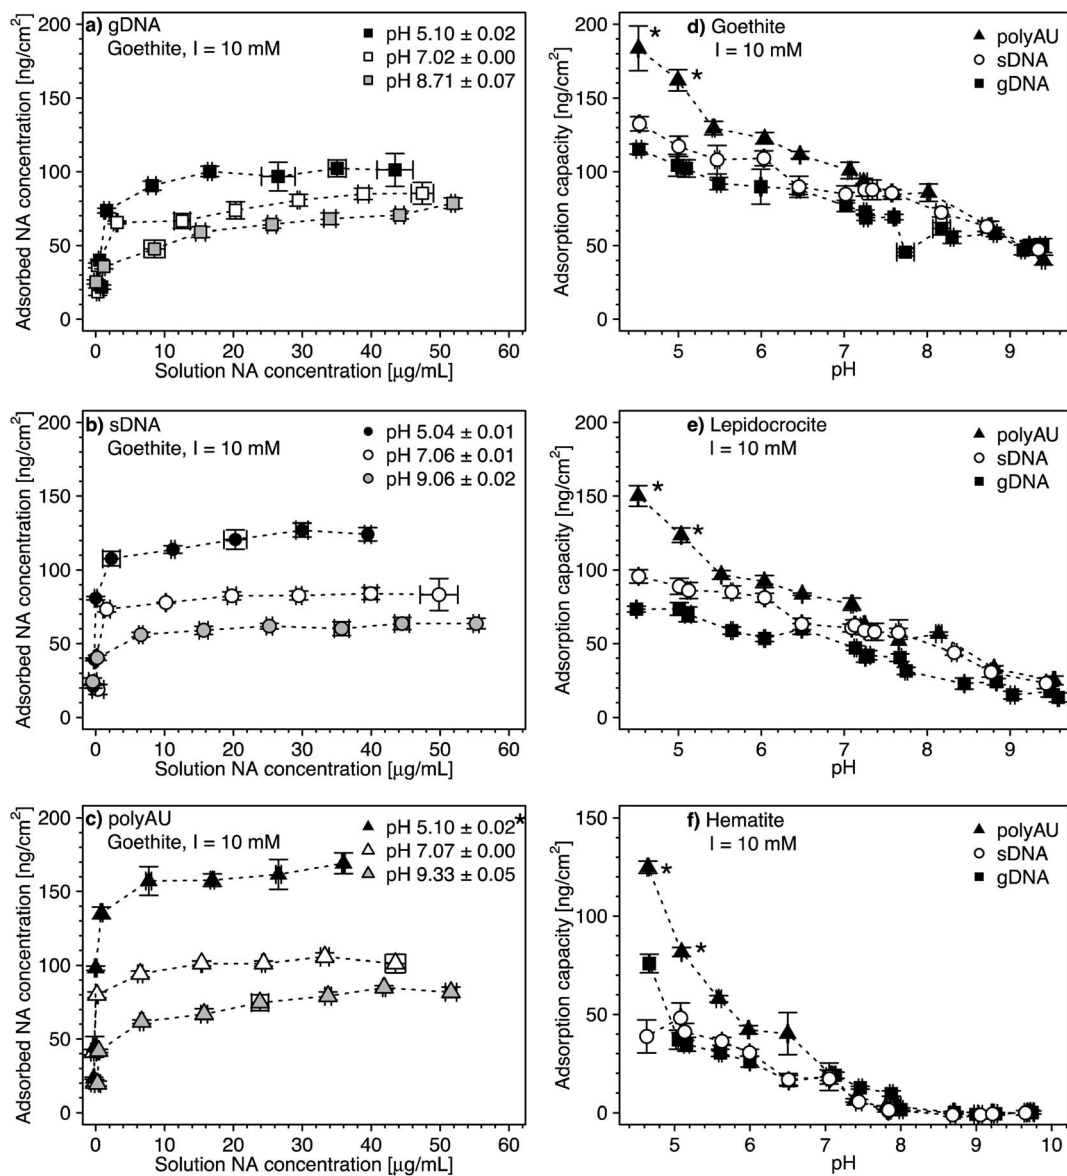 a) gDNA
Goethite, I = 10 mM
pH 5.10 ± 0.02
pH 7.02 ± 0.00
pH 8.71 ± 0.07
Adsorbed NA concentration [ng/cm²]
200
150
100
50
0
0 10 20 30 40 50 60
Solution NA concentration [µg/mL]
d) Goethite
I = 10 mM
polyAU
sDNA
gDNA
* *
Adsorption capacity [ng/cm²]
200
150
100
50
0
5 6 7 8 9
pH
b) sDNA
Goethite, I = 10 mM
pH 5.04 ± 0.01
pH 7.06 ± 0.01
pH 9.06 ± 0.02
Adsorbed NA concentration [ng/cm²]
200
150
100
50
0
0 10 20 30 40 50 60
Solution NA concentration [µg/mL]
e) Lepidocrocite
I = 10 mM
polyAU
sDNA
gDNA
* *
Adsorption capacity [ng/cm²]
200
150
100
50
0
5 6 7 8 9
pH
c) polyAU
Goethite, I = 10 mM
pH 5.10 ± 0.02*
pH 7.07 ± 0.00
pH 9.33 ± 0.05
Adsorbed NA concentration [ng/cm²]
200
150
100
50
0
0 10 20 30 40 50 60
Solution NA concentration [µg/mL]
f) Hematite
I = 10 mM
polyAU
sDNA
gDNA
* *
Adsorption capacity [ng/cm²]
150
100
50
0
5 6 7 8 9 10
pH